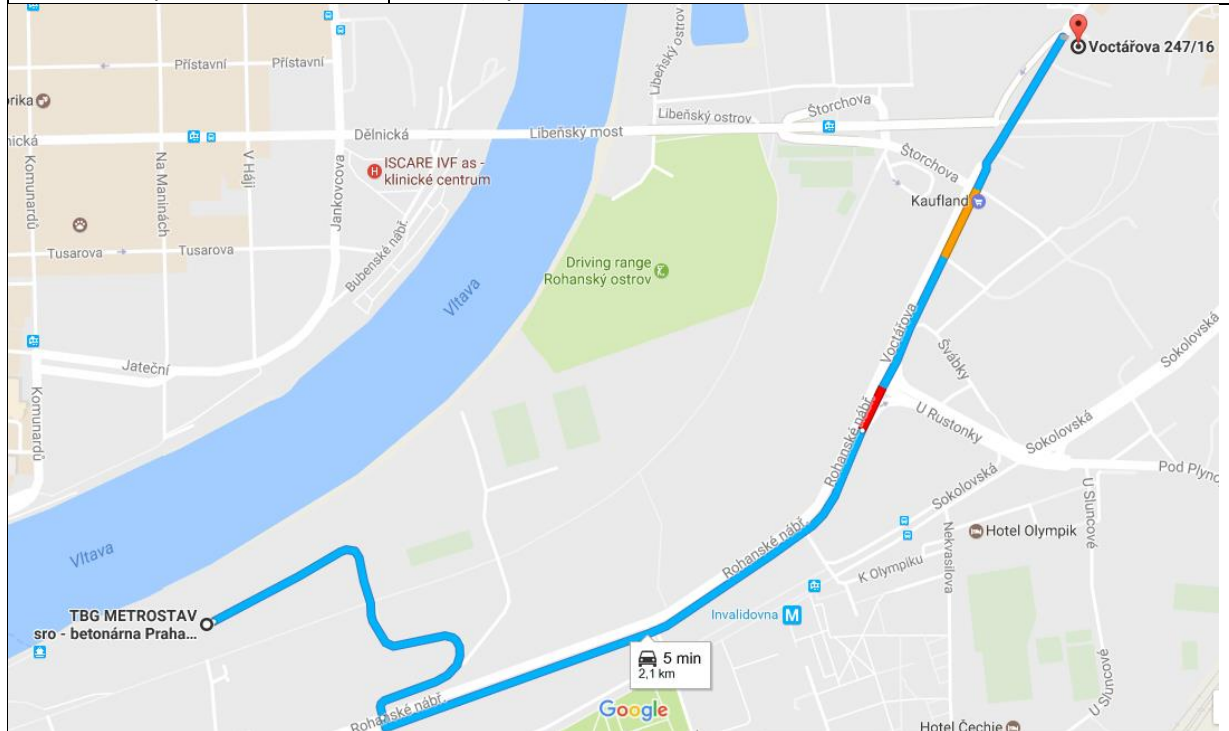 Voctářova 247/16
Přístavní
Přístavní
Libeňský ostrov
Štorchova
Libeňský ostrov
Dělnická
Libeňský most
Komunardů
Na Maninách
V Háji
Jankovcova
ISCARE IVF as -
klinické centrum
Štorchova
Kaufland
Tusarova
Tusarova
Bubenské nábř.
Driving range
Rohanský ostrov
Vltava
Voctářova
Sokolovská
Švábky
Jateční
Komunardů
Rohanské nábř.
U Rustonky
Sokolovská
Pod Plyno
Sokolovská
U Sluncové
Nekvasilova
Hotel Olympik
Vltava
Rohanské nábř.
K Olympiku
TBG METROSTAV
sro - betonárna Praha...
Invalidovna M
5 min
2,1 km
U Sluncové
Google
Rohanské nábř.
Hotel Čechie